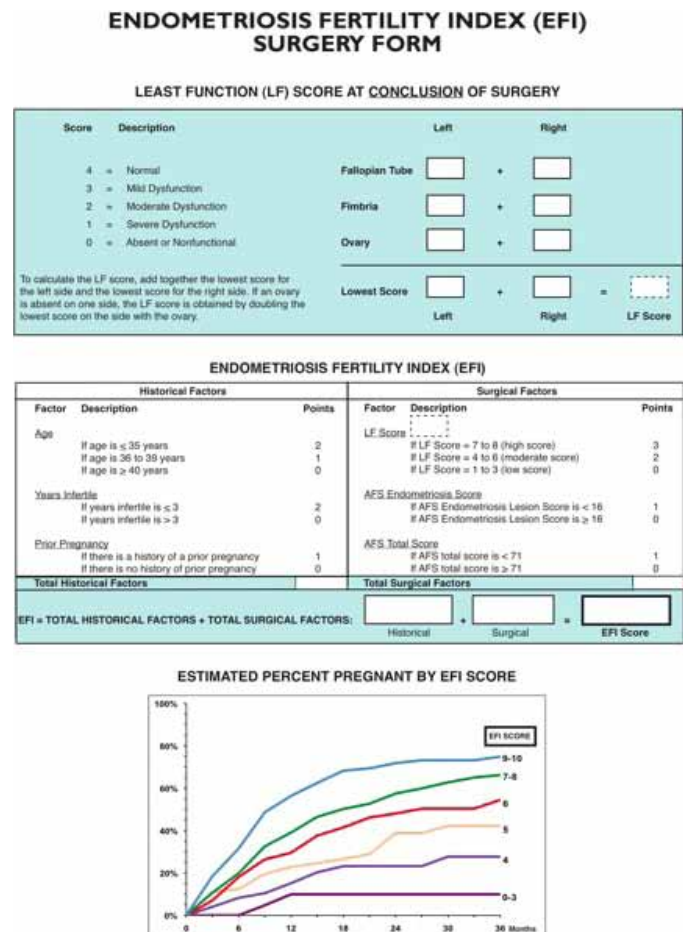 ENDOMETRIOSIS FERTILITY INDEX (EFI)
SURGERY FORM
LEAST FUNCTION (LF) SCORE AT CONCLUSION OF SURGERY
Score Description Left Right
4 = Normal Fallopian Tube +
3 = Mild Dysfunction
2 = Moderate Dysfunction Fimbria +
1 = Severe Dysfunction
0 = Absent or Nonfunctional Ovary +
To calculate the LF score, add together the lowest score for
the left side and the lowest score for the right side. If an ovary
is absent on one side, the LF score is obtained by doubling the
lowest score on the side with the ovary.
Lowest Score + =
Left Right LF Score
ENDOMETRIOSIS FERTILITY INDEX (EFI)
Historical Factors
Factor Description Points
Age
If age is ≤ 35 years 2
If age is 36 to 39 years 1
If age is ≥ 40 years 0
Years Infertile
If years infertile is ≤ 3 2
If years infertile is > 3 0
Prior Pregnancy
If there is a history of a prior pregnancy 1
If there is no history of prior pregnancy 0
Total Historical Factors
Surgical Factors
Factor Description Points
LF Score
If LF Score = 7 to 8 (high score) 3
If LF Score = 4 to 6 (moderate score) 2
If LF Score = 1 to 3 (low score) 0
AFS Endometriosis Score
If AFS Endometriosis Lesion Score is < 16 1
If AFS Endometriosis Lesion Score is ≥ 16 0
AFS Total Score
If AFS total score is < 71 1
If AFS total score is ≥ 71 0
Total Surgical Factors
EFI = TOTAL HISTORICAL FACTORS + TOTAL SURGICAL FACTORS: + =
Historical Surgical EFI Score
ESTIMATED PERCENT PREGNANT BY EFI SCORE
100%
EFI SCORE
80%
9-10
7-8
60%
6
40%
5
4
20%
0-3
0%
0 6 12 18 24 30 36 Months